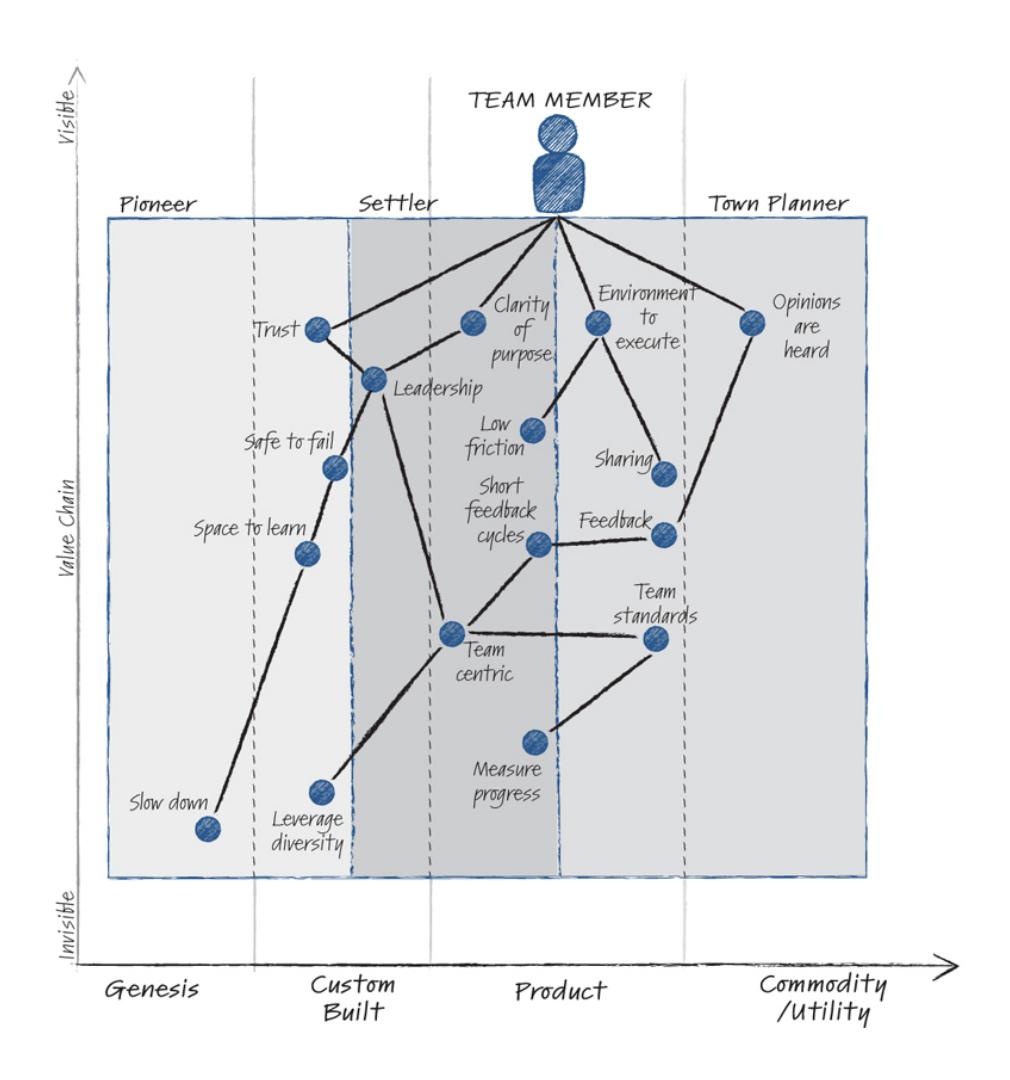 Visible
TEAM MEMBER
Pioneer
Settler
Town Planner
Trust
Clarity
of
purpose
Environment
to
execute
Opinions
are
heard
Leadership
Low
friction
Safe to fail
Sharing
Value Chain
Short
feedback
cycles
Feedback
Space to learn
Team
standards
Team
centric
Measure
progress
Slow down
Leverage
diversity
Invisible
Genesis
Custom
Built
Product
Commodity
/Utility